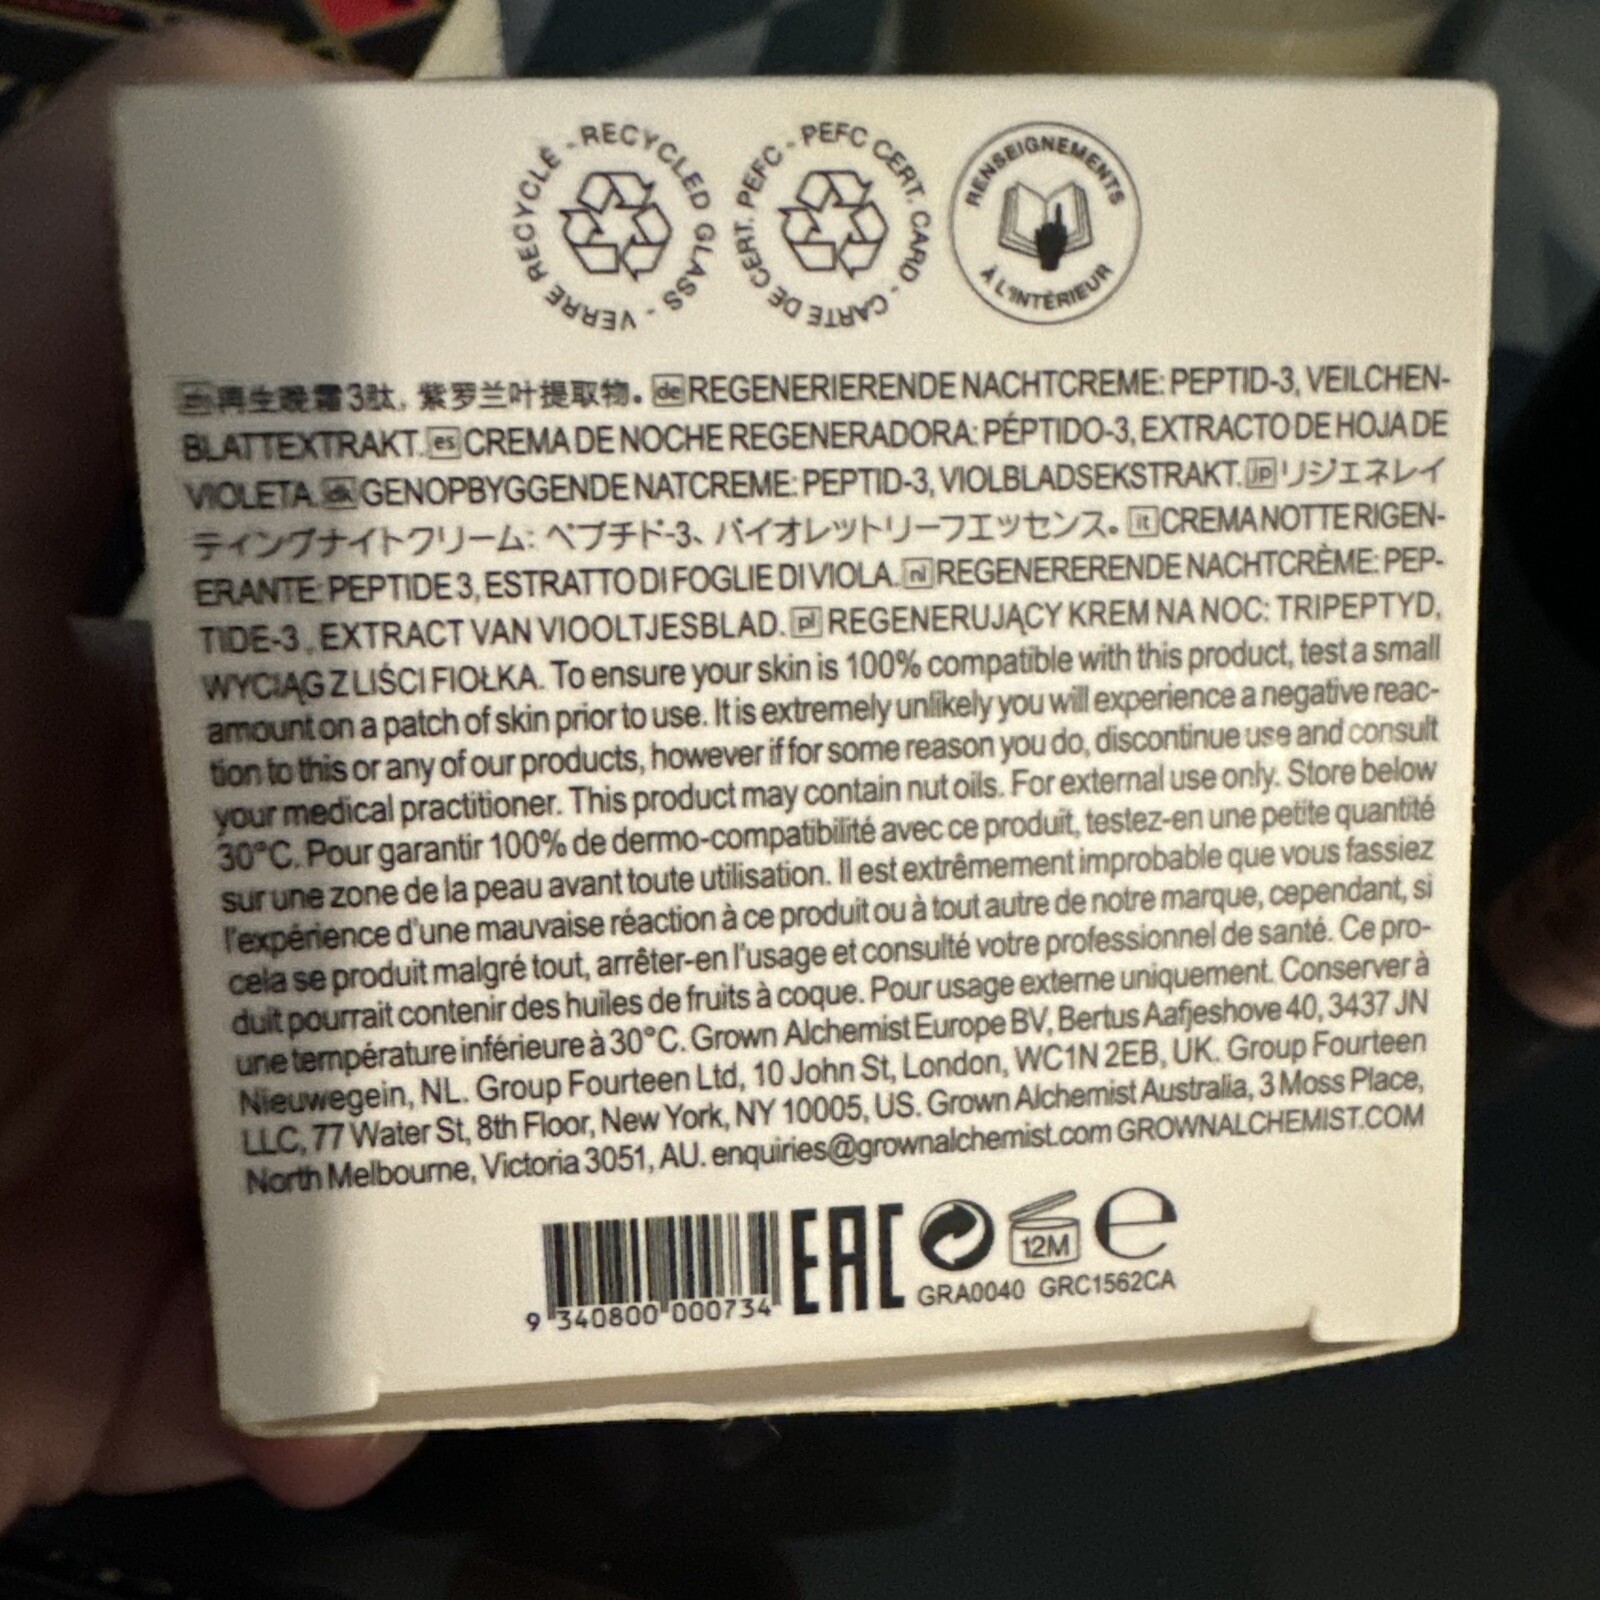 VERRE RECYCLÉ - RECYCLED GLASS -
CARTE DE CERT. PEFC - PEFC CERT. CARD -
RENSEIGNEMENTS
À L'INTÉRIEUR
再生晚霜3肽，紫罗兰叶提取物。 de REGENERIERENDE NACHTCREME: PEPTID-3, VEILCHEN-
BLATTEXTRAKT. es CREMA DE NOCHE REGENERADORA: PÉPTIDO-3, EXTRACTO DE HOJA DE
VIOLETA. dk GENOPBYGGENDE NATCREME: PEPTID-3, VIOLBLADSEKSTRAKT. jp リジェネレイ
ティングナイトクリーム: ペプチド-3、バイオレットリーフエッセンス。 it CREMA NOTTE RIGEN-
ERANTE: PEPTIDE 3, ESTRATTO DI FOGLIE DI VIOLA. nl REGENERERENDE NACHTCRÈME: PEP-
TIDE-3 , EXTRACT VAN VIOOLTJESBLAD. pl REGENERUJĄCY KREM NA NOC: TRIPEPTYD,
WYCIĄG Z LIŚCI FIOŁKA. To ensure your skin is 100% compatible with this product, test a small
amount on a patch of skin prior to use. It is extremely unlikely you will experience a negative reac-
tion to this or any of our products, however if for some reason you do, discontinue use and consult
your medical practitioner. This product may contain nut oils. For external use only. Store below
30°C. Pour garantir 100% de dermo-compatibilité avec ce produit, testez-en une petite quantité
sur une zone de la peau avant toute utilisation. Il est extrêmement improbable que vous fassiez
l'expérience d'une mauvaise réaction à ce produit ou à tout autre de notre marque, cependant, si
cela se produit malgré tout, arrêter-en l'usage et consulté votre professionnel de santé. Ce pro-
duit pourrait contenir des huiles de fruits à coque. Pour usage externe uniquement. Conserver à
une température inférieure à 30°C. Grown Alchemist Europe BV, Bertus Aafjeshove 40, 3437 JN
Nieuwegein, NL. Group Fourteen Ltd, 10 John St, London, WC1N 2EB, UK. Group Fourteen
LLC, 77 Water St, 8th Floor, New York, NY 10005, US. Grown Alchemist Australia, 3 Moss Place,
North Melbourne, Victoria 3051, AU. enquiries@grownalchemist.com GROWNALCHEMIST.COM
EAC 12M e
GRA0040 GRC1562CA
9 340800 000734